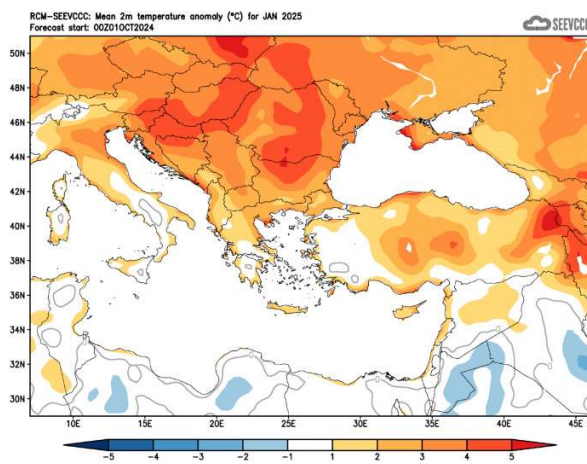 RCM-SEEVCCC: Mean 2m temperature anomaly (°C) for JAN 2025
Forecast start: 00Z01OCT2024
SEEVCCC
50N
48N
46N
44N
42N
40N
38N
36N
34N
32N
30N
10E 15E 20E 25E 30E 35E 40E 45E
-5 -4 -3 -2 -1 1 2 3 4 5